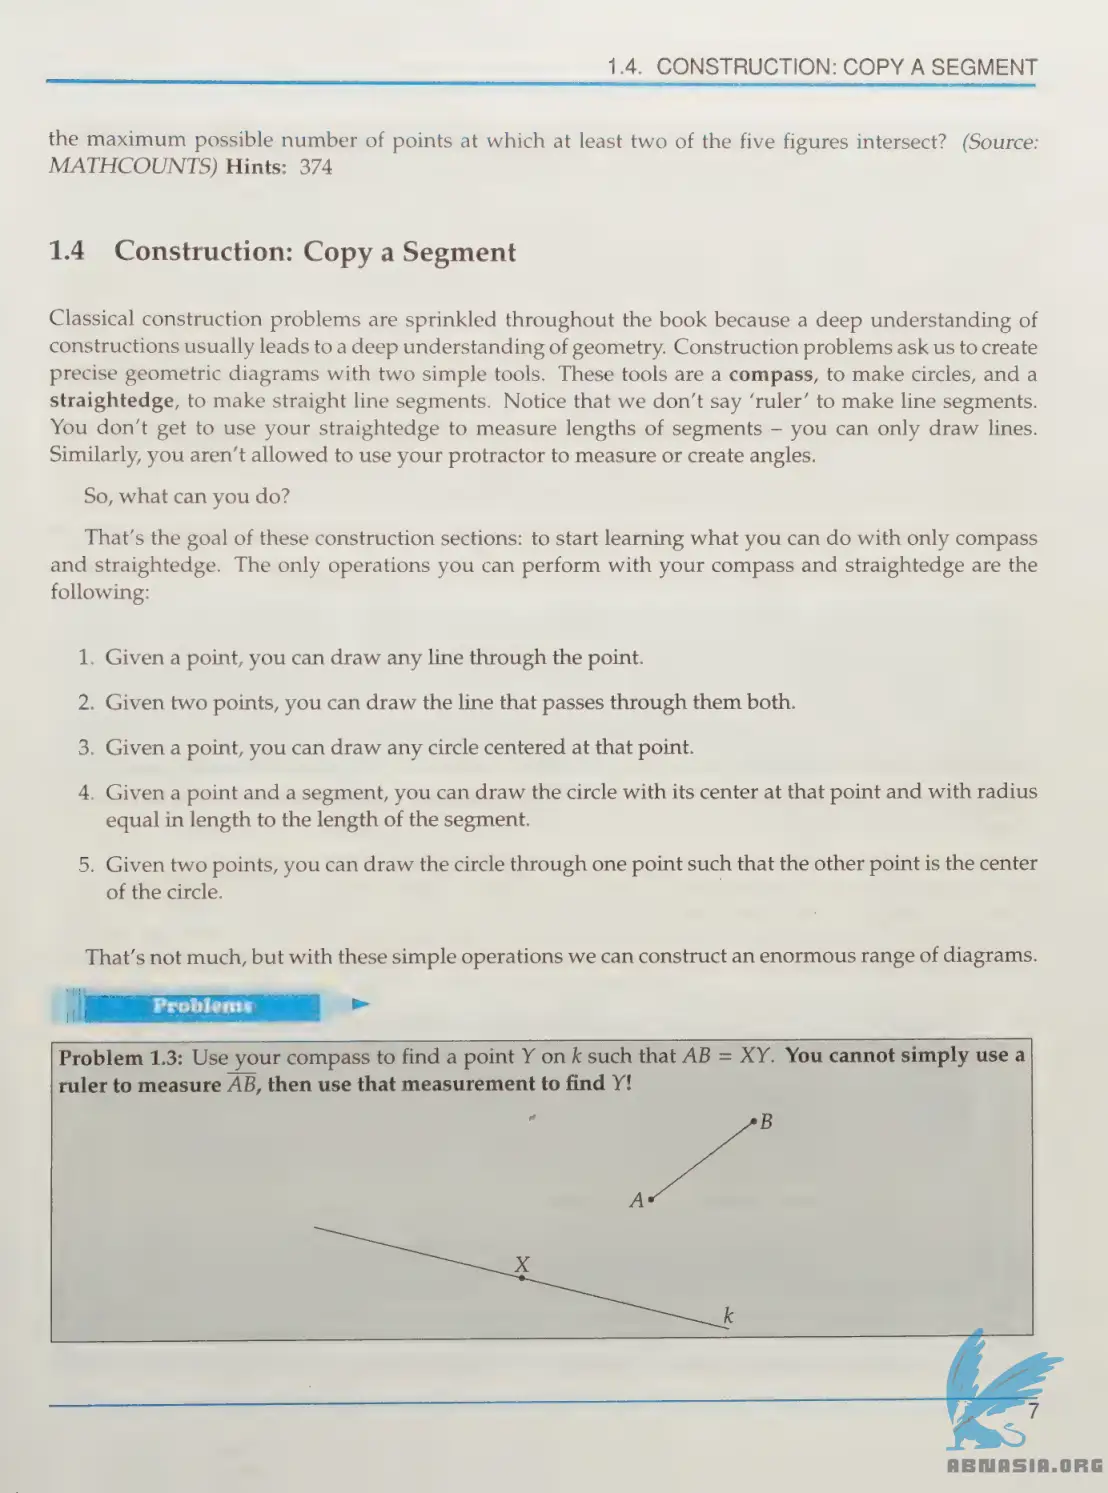 1.4. CONSTRUCTION: COPY A SEGMENT
the maximum possible number of points at which at least two of the five figures intersect? (Source:
MATHCOUNTS) Hints: 374
1.4 Construction: Copy a Segment
Classical construction problems are sprinkled throughout the book because a deep understanding of
constructions usually leads to a deep understanding of geometry. Construction problems ask us to create
precise geometric diagrams with two simple tools. These tools are a compass, to make circles, and a
straightedge, to make straight line segments. Notice that we don't say 'ruler' to make line segments.
You don't get to use your straightedge to measure lengths of segments – you can only draw lines.
Similarly, you aren't allowed to use your protractor to measure or create angles.
So, what can you do?
That's the goal of these construction sections: to start learning what you can do with only compass
and straightedge. The only operations you can perform with your compass and straightedge are the
following:
1. Given a point, you can draw any line through the point.
2. Given two points, you can draw the line that passes through them both.
3. Given a point, you can draw any circle centered at that point.
4. Given a point and a segment, you can draw the circle with its center at that point and with radius
equal in length to the length of the segment.
5. Given two points, you can draw the circle through one point such that the other point is the center
of the circle.
That's not much, but with these simple operations we can construct an enormous range of diagrams.
Problems
Problem 1.3: Use your compass to find a point Y on k such that AB = XY. You cannot simply use a
ruler to measure A̅B̅, then use that measurement to find Y!
B
A
X
k
7
ABNASIA.ORG